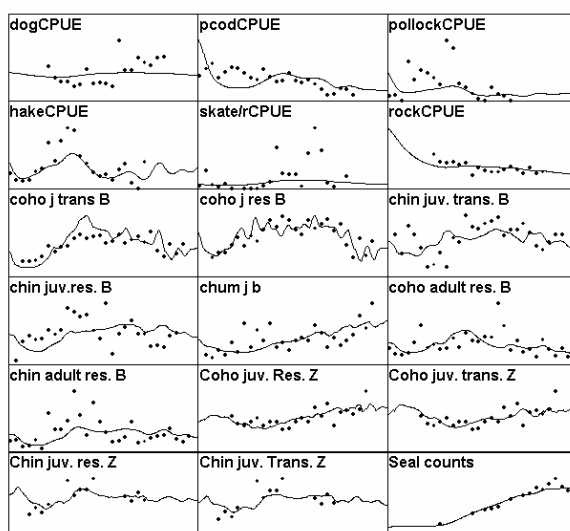 dogCPUE
pcodCPUE
pollockCPUE
hakeCPUE
skate/rCPUE
rockCPUE
coho j trans B
coho j res B
chin juv. trans. B
chin juv.res. B
chum j b
coho adult res. B
chin adult res. B
Coho juv. Res. Z
Coho juv. trans. Z
Chin juv. res. Z
Chin juv. Trans. Z
Seal counts